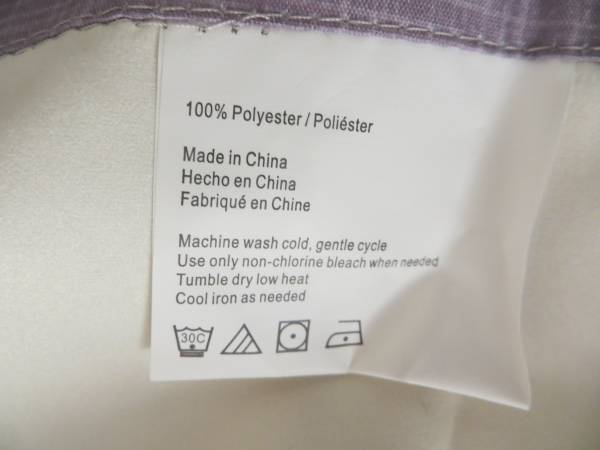 100% Polyester / Poliéster
Made in China
Hecho en China
Fabriqué en Chine
Machine wash cold, gentle cycle
Use only non-chlorine bleach when needed
Tumble dry low heat
Cool iron as needed
30C